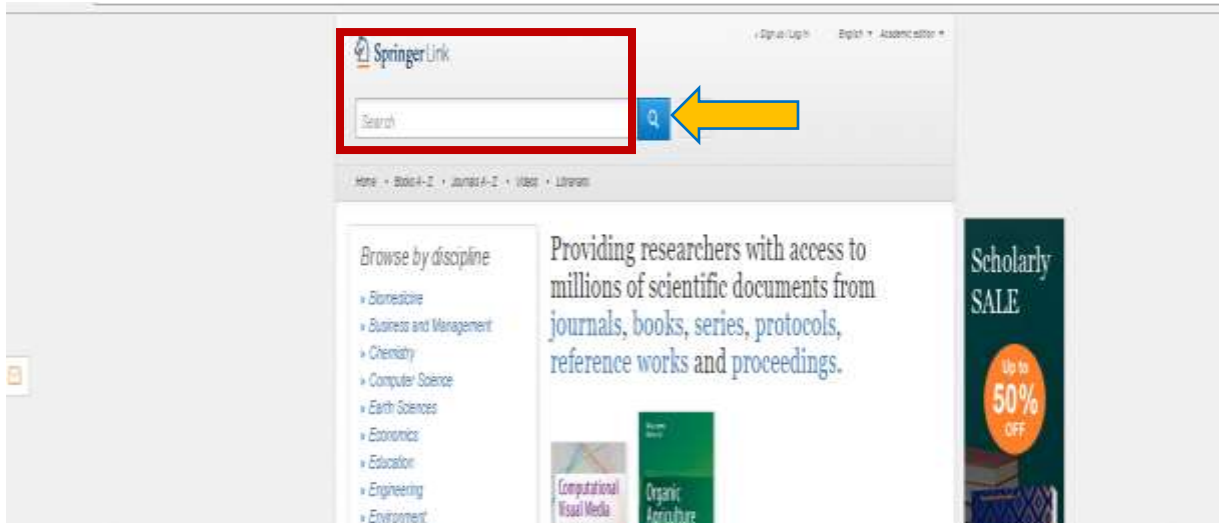 » Sign up / Log in English Academic edition
Springer Link
Search
Home • Books A - Z • Journals A - Z • Videos • Librarians
Browse by discipline
» Biomedicine
» Business and Management
» Chemistry
» Computer Science
» Earth Sciences
» Economics
» Education
» Engineering
» Environment
Providing researchers with access to
millions of scientific documents from
journals, books, series, protocols,
reference works and proceedings.
Computational
Visual Media
Organic
Agriculture
Scholarly
SALE
Up to
50%
OFF